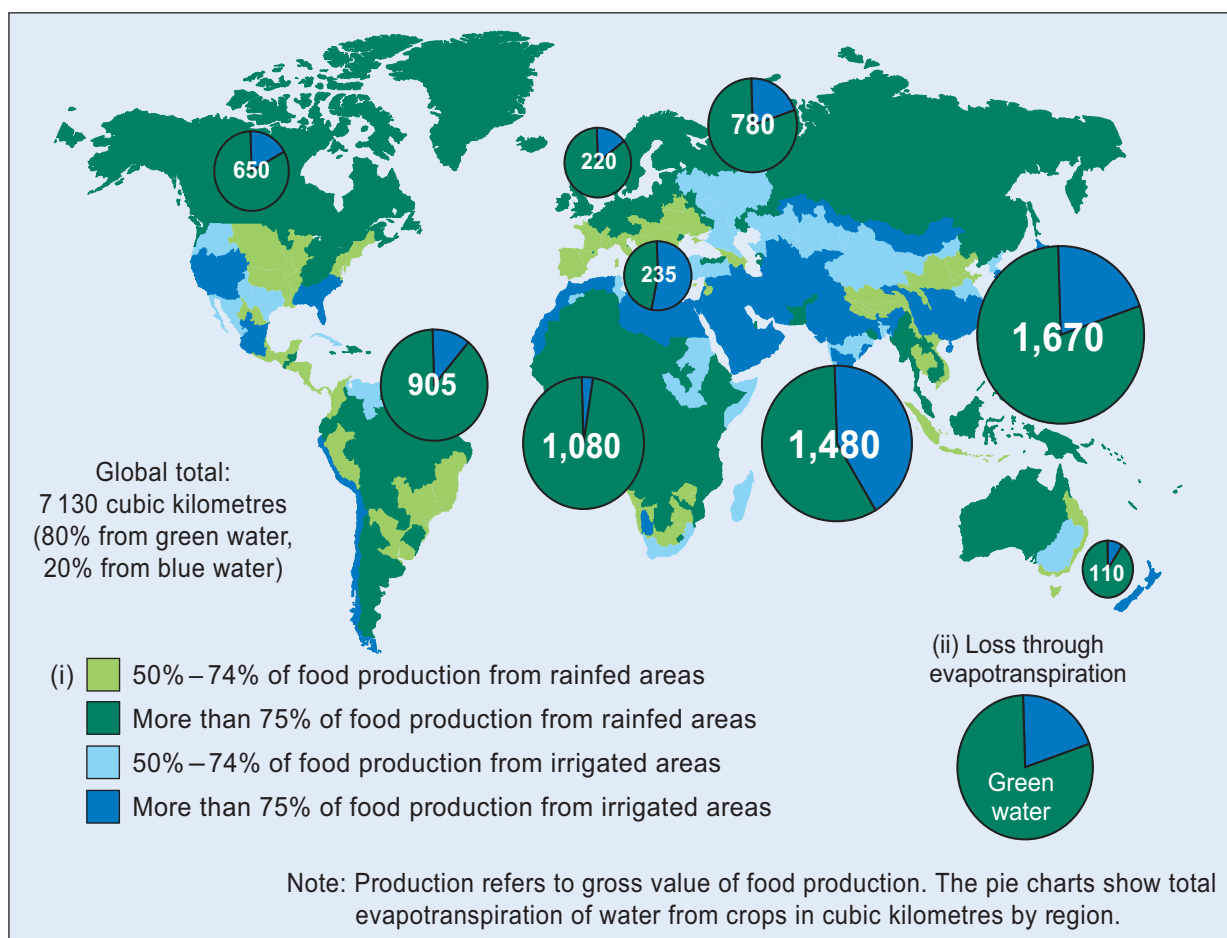 780
220
650
235
1,670
905
1,080
1,480
Global total:
7 130 cubic kilometres
(80% from green water,
20% from blue water)
110
(i) 50%–74% of food production from rainfed areas
More than 75% of food production from rainfed areas
50%–74% of food production from irrigated areas
More than 75% of food production from irrigated areas
(ii) Loss through
evapotranspiration
Green
water
Note: Production refers to gross value of food production. The pie charts show total
evapotranspiration of water from crops in cubic kilometres by region.